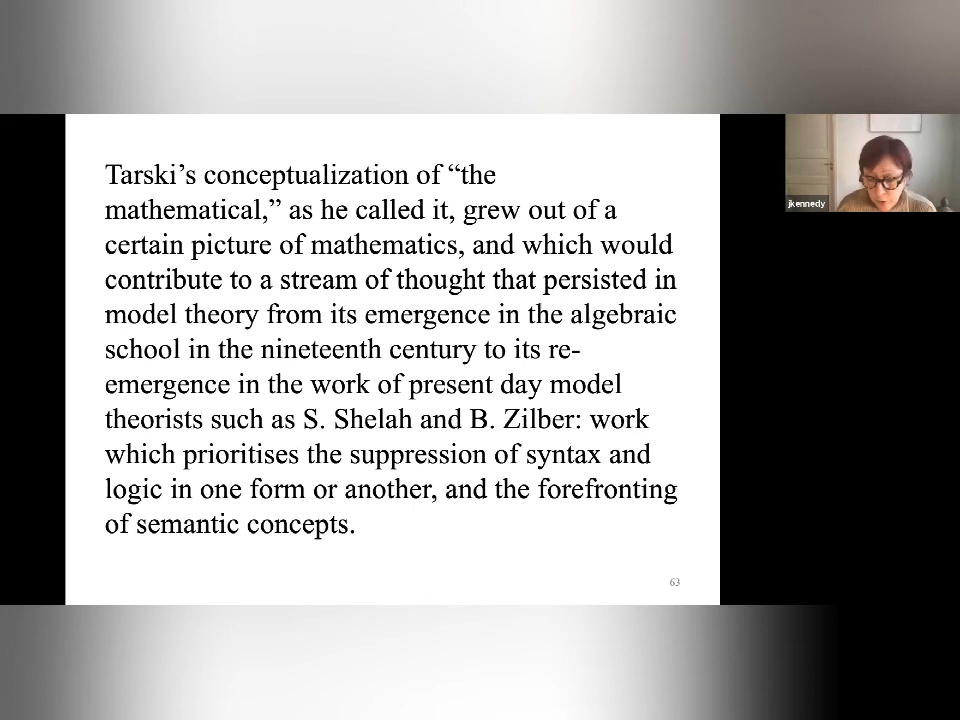 Tarski’s conceptualization of “the
mathematical,” as he called it, grew out of a
certain picture of mathematics, and which would
contribute to a stream of thought that persisted in
model theory from its emergence in the algebraic
school in the nineteenth century to its re-
emergence in the work of present day model
theorists such as S. Shelah and B. Zilber: work
which prioritises the suppression of syntax and
logic in one form or another, and the forefronting
of semantic concepts.
63
jkennedy